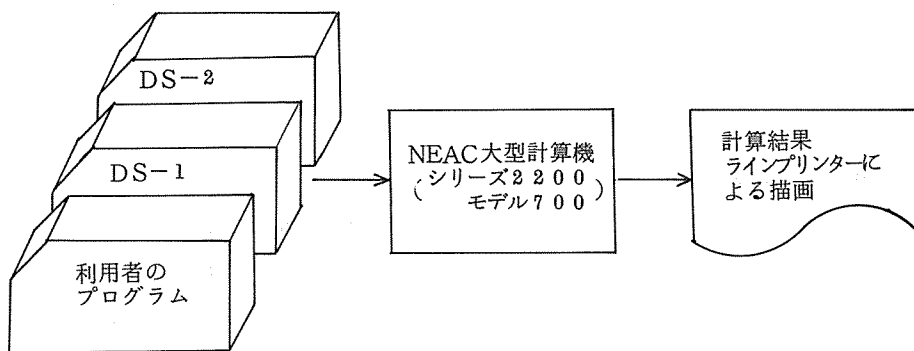 DS-2
DS-1
利用者の
プログラム
NEAC大型計算機
(シリーズ2200
モデル700)
計算結果
ラインプリンターに
よる描画